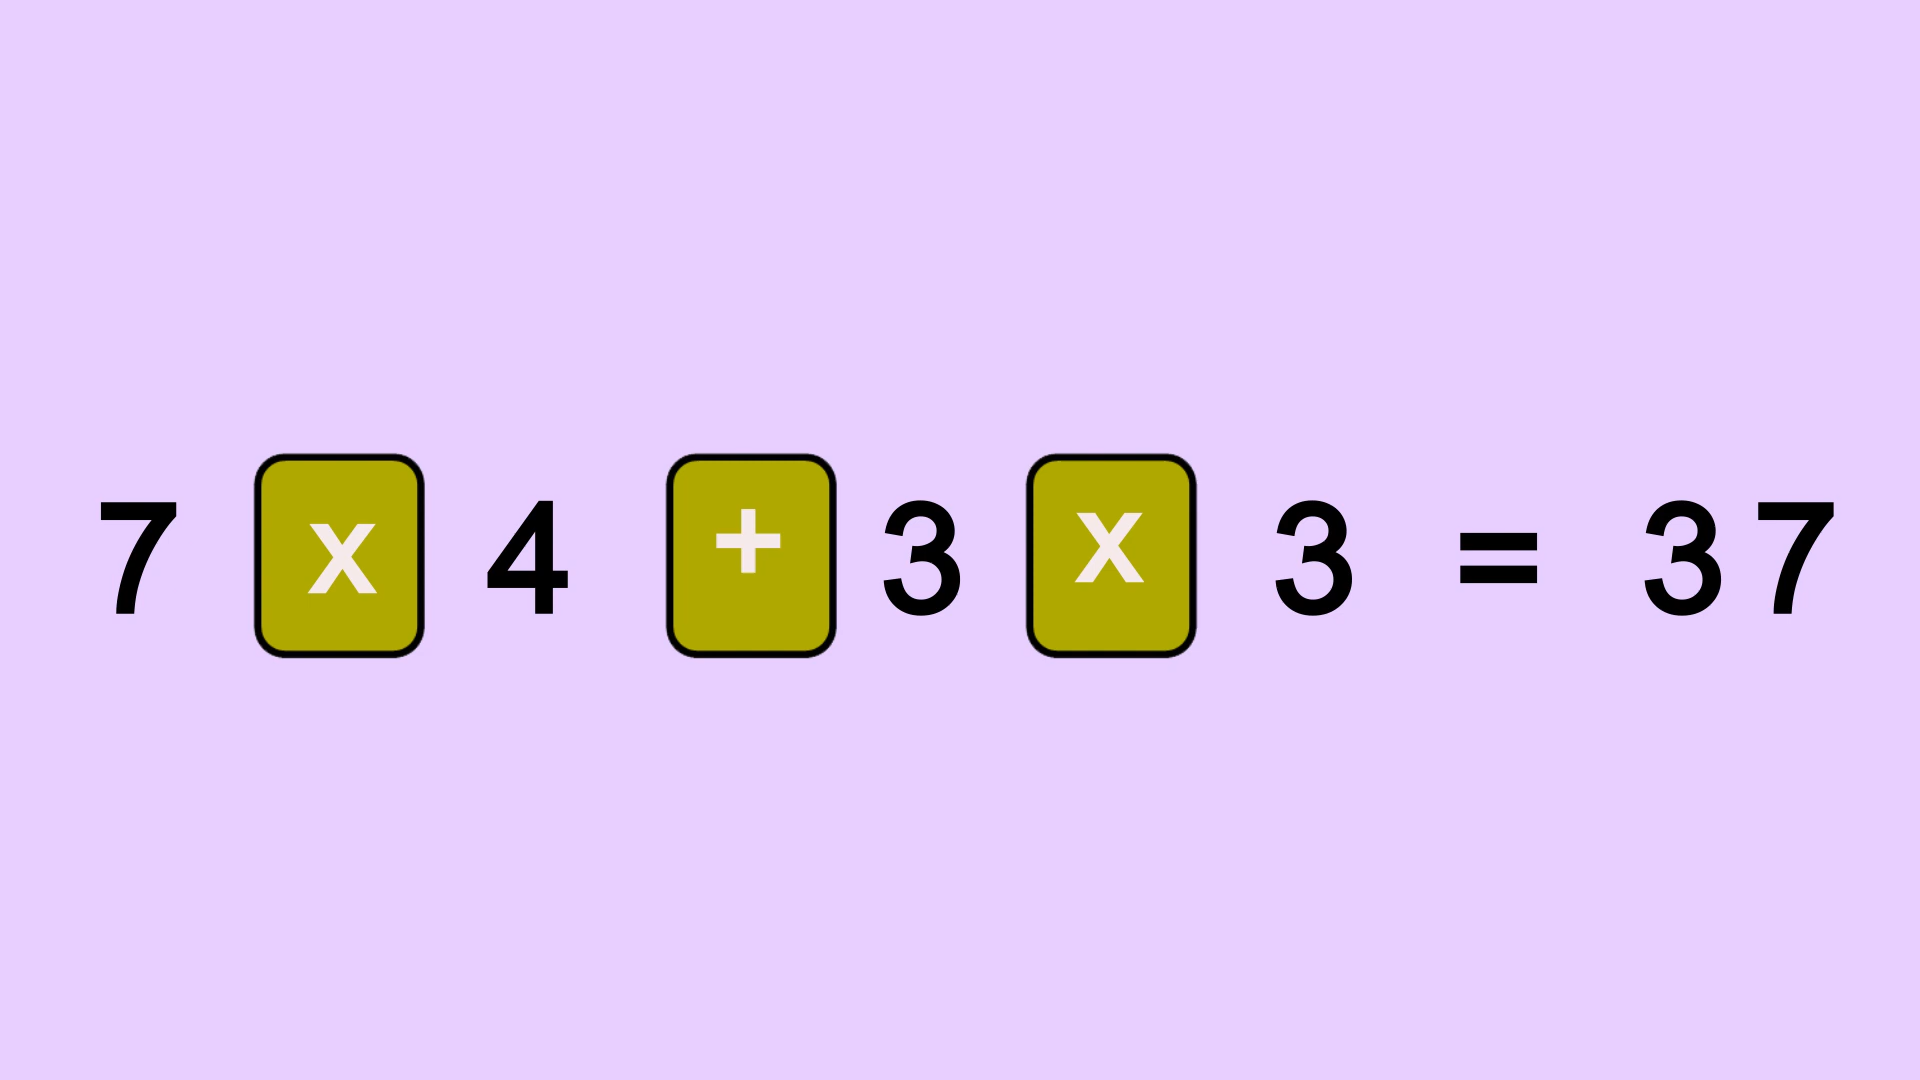 7 x 4 + 3 x 3 = 37